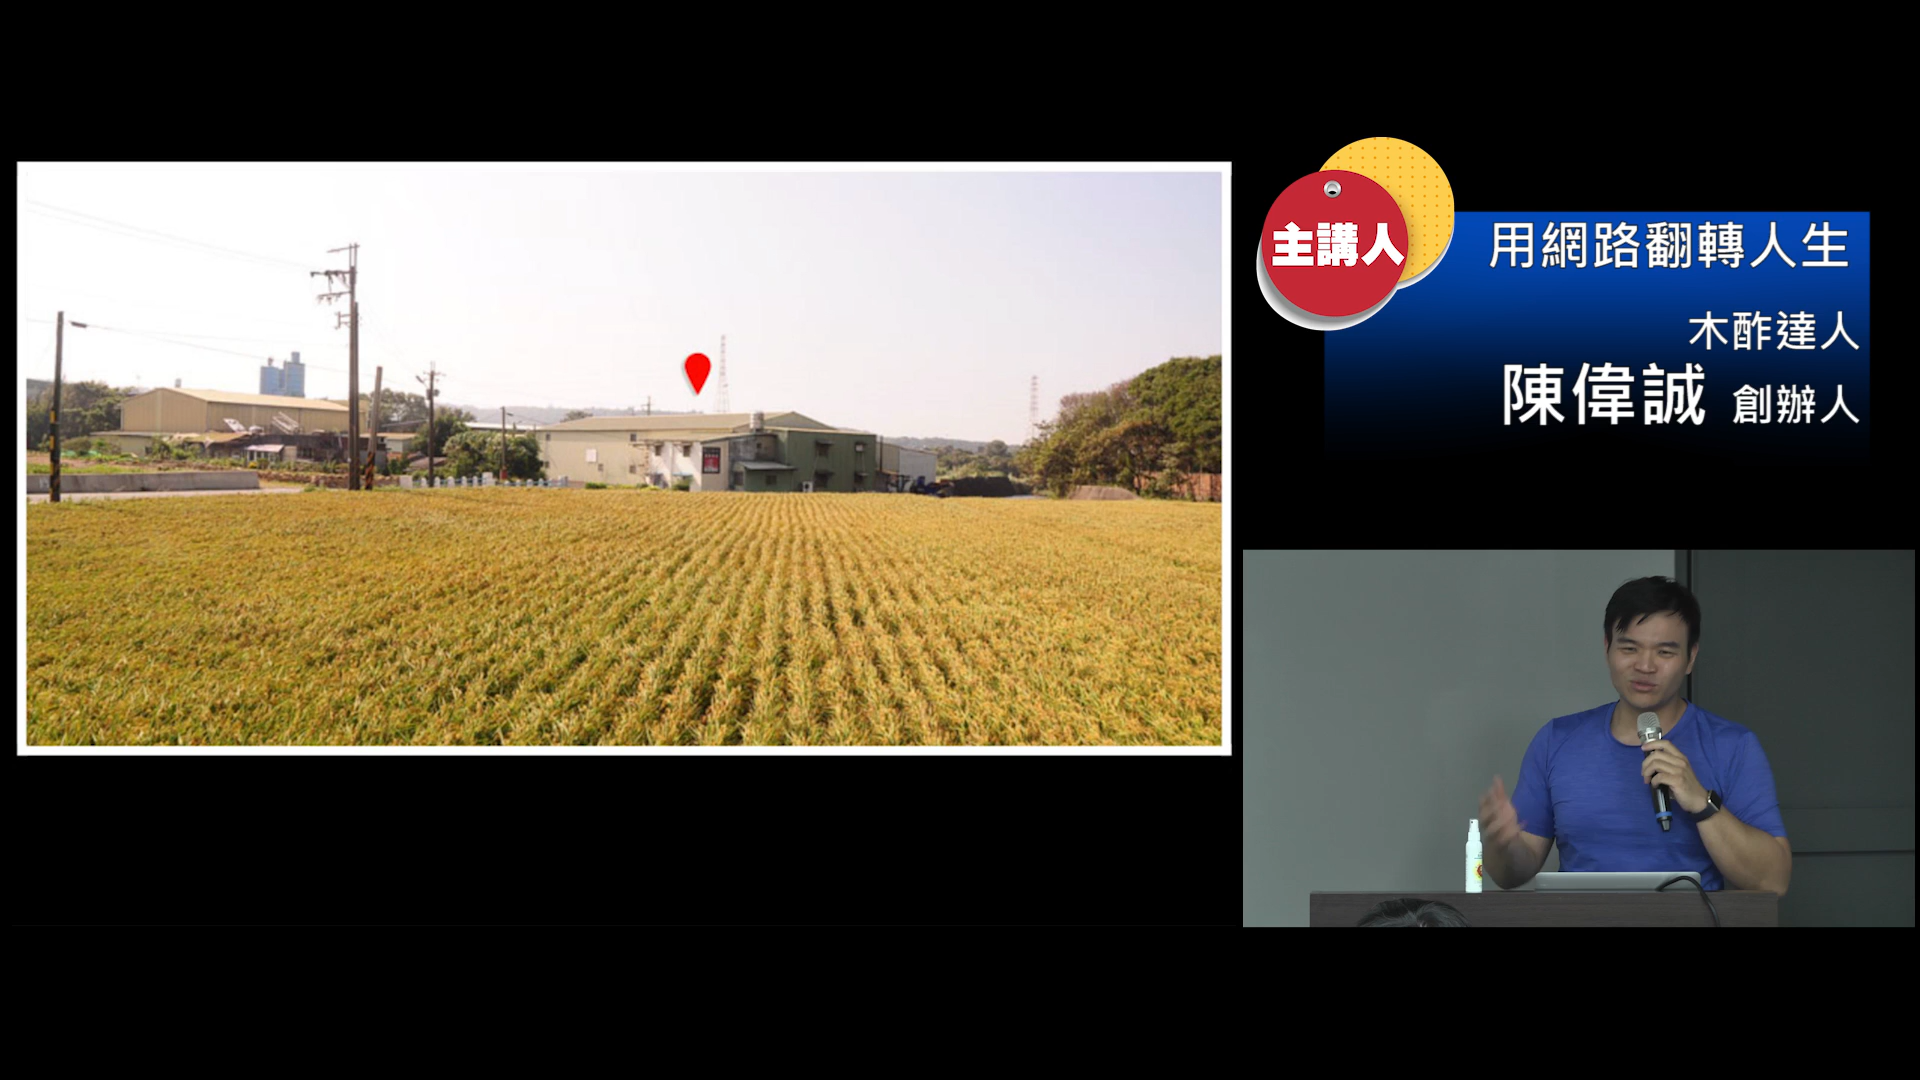 主講人
用網路翻轉人生
木酢達人
陳偉誠 創辦人